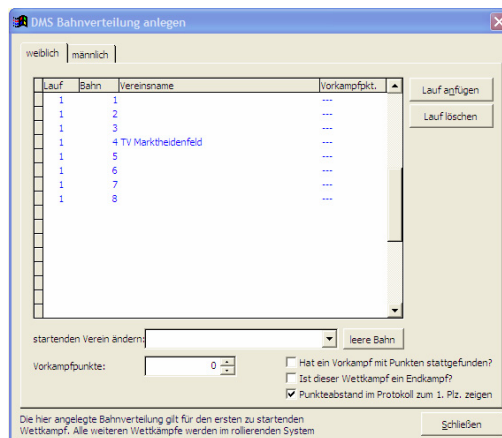 DMS Bahnverteilung anlegen
weiblich männlich
Lauf Bahn Vereinsname Vorkampfpkt.
1 1 ---
1 2 ---
1 3 ---
1 4 TV Marktheidenfeld ---
1 5 ---
1 6 ---
1 7 ---
1 8 ---
Lauf anfügen
Lauf löschen
startenden Verein ändern: leere Bahn
Vorkampfpunkte: 0
Hat ein Vorkampf mit Punkten stattgefunden?
Ist dieser Wettkampf ein Endkampf?
Punkteabstand im Protokoll zum 1. Plz. zeigen
Die hier angelegte Bahnverteilung gilt für den ersten zu startenden
Wettkampf. Alle weiteren Wettkämpfe werden im rollierenden System
Schließen